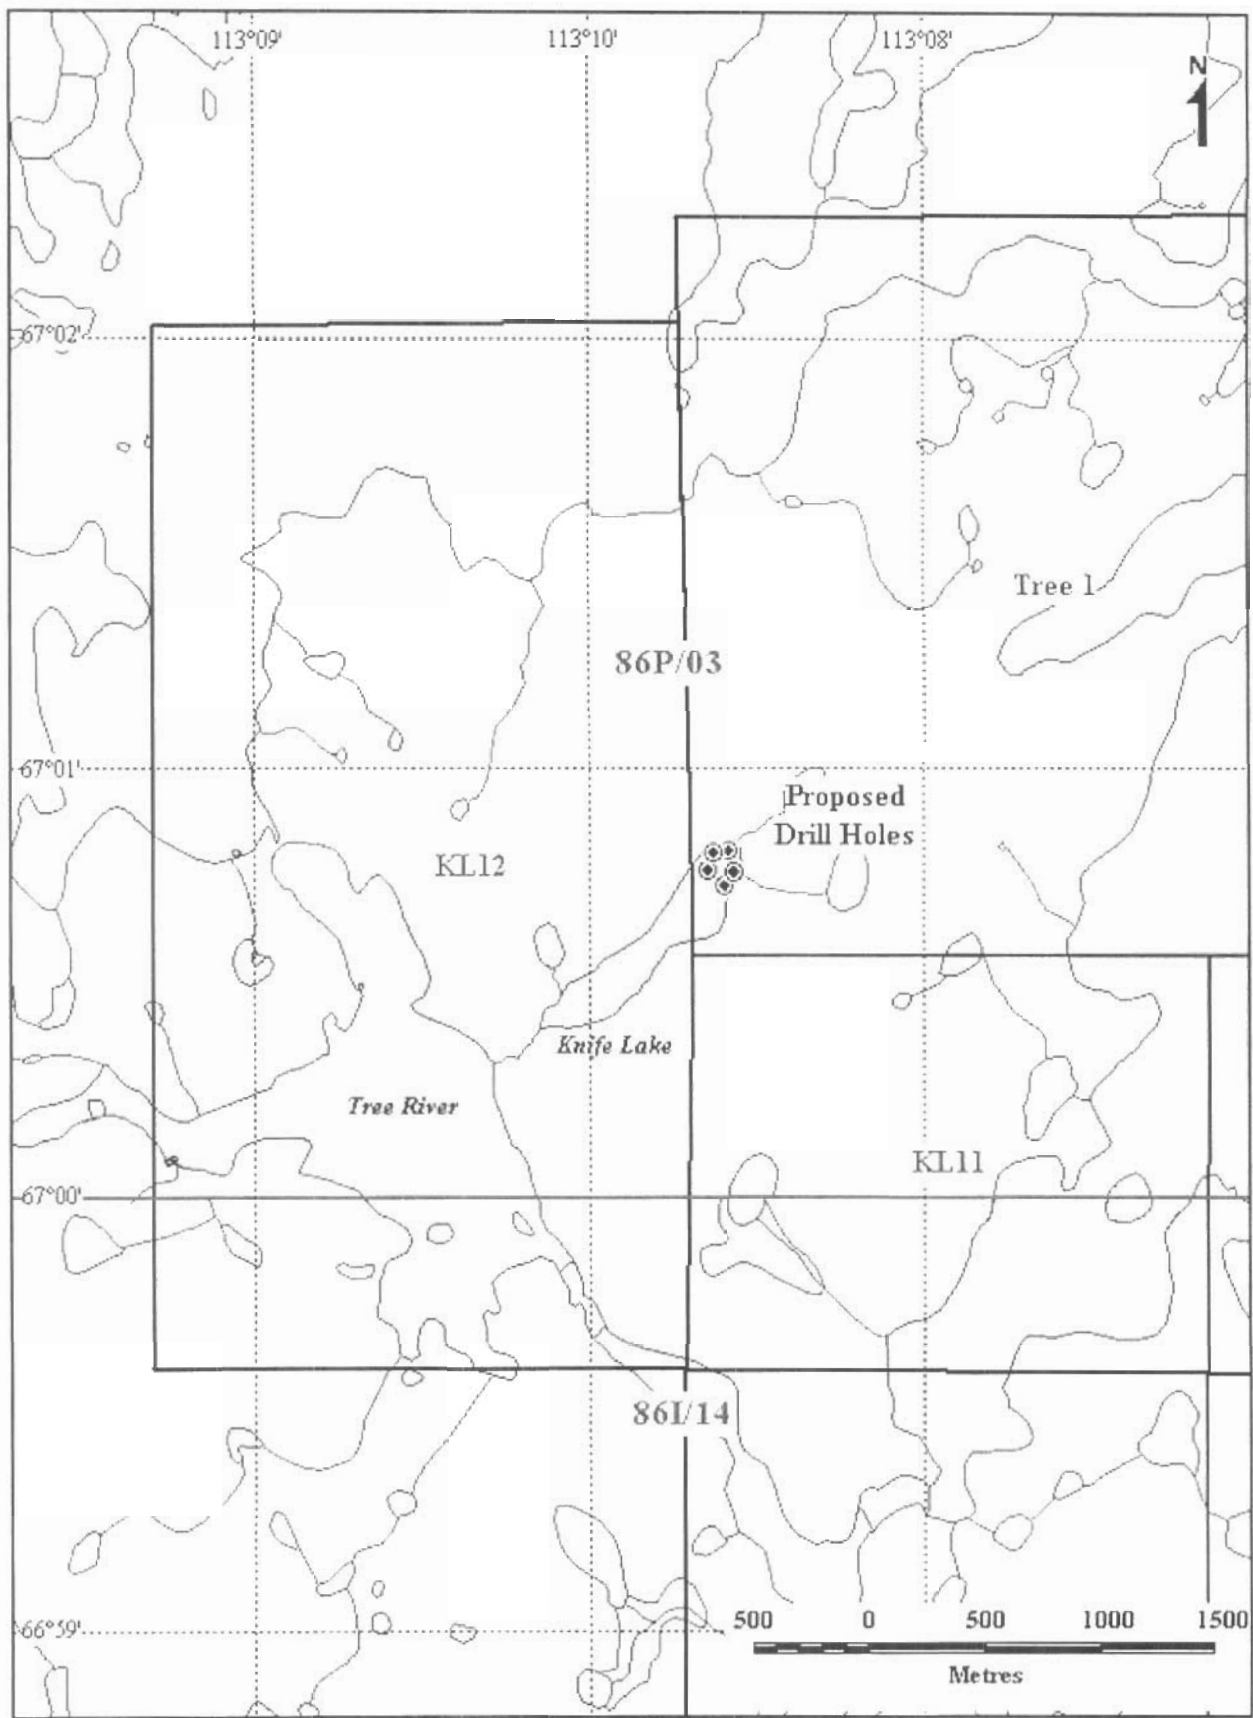 113°09' 113°10' 113°08'
N
67°02'
Tree 1
86P/03
67°01'
Proposed
Drill Holes
KL12
Knife Lake
Tree River
KL11
67°00'
86I/14
500 0 500 1000 1500
66°59'
Metres